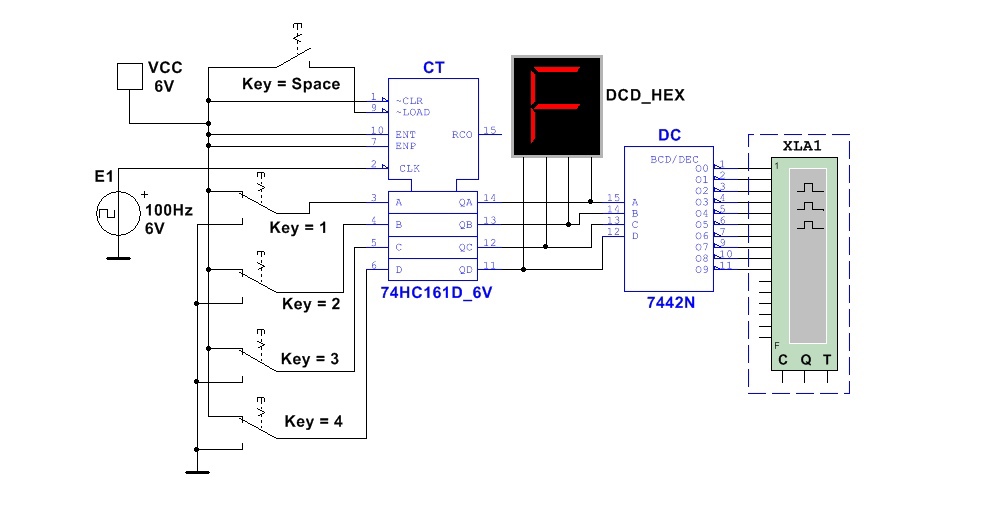 VCC
6V
Key = Space
CT
1 ~CLR
9 ~LOAD
10 ENT
7 ENP
2 CLK
RCO 15
3 A QA 14
4 B QB 13
5 C QC 12
6 D QD 11
74HC161D_6V
E1
+
100Hz
6V
Key = 1
Key = 2
Key = 3
Key = 4
F
DCD_HEX
DC
BCD/DEC
15 A
14 B
13 C
12 D
O0 1
O1 2
O2 3
O3 4
O4 5
O5 6
O6 7
O7 9
O8 10
O9 11
7442N
XLA1
1
F
C Q T